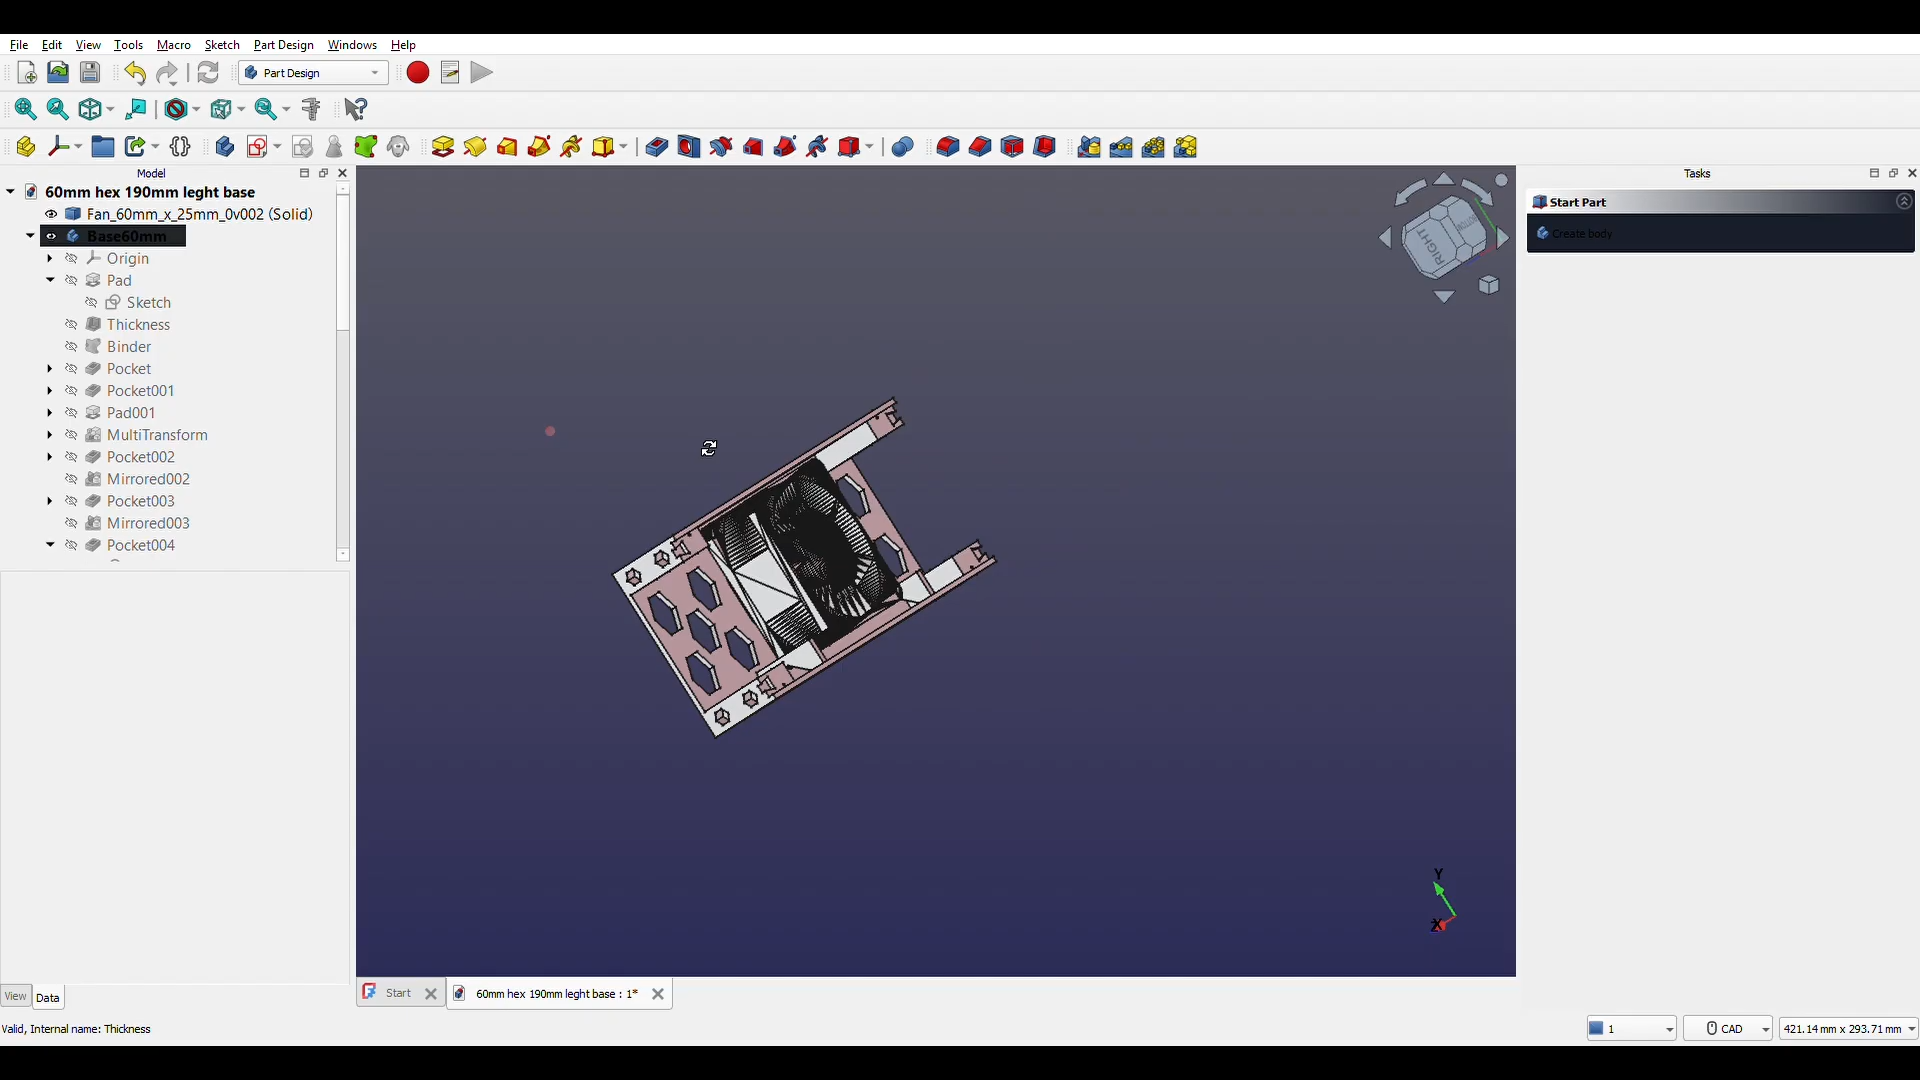 File Edit View Tools Macro Sketch Part Design Windows Help
Part Design
Model
60mm hex 190mm leght base
Fan_60mm_x_25mm_0v002 (Solid)
Base60mm
Origin
Pad
Sketch
Thickness
Binder
Pocket
Pocket001
Pad001
MultiTransform
Pocket002
Mirrored002
Pocket003
Mirrored003
Pocket004
View Data
RIGHT
BOTTOM
Y
X
Tasks
Start Part
Create body
Start
60mm hex 190mm leght base : 1*
Valid, Internal name: Thickness
1
CAD
421.14 mm x 293.71 mm